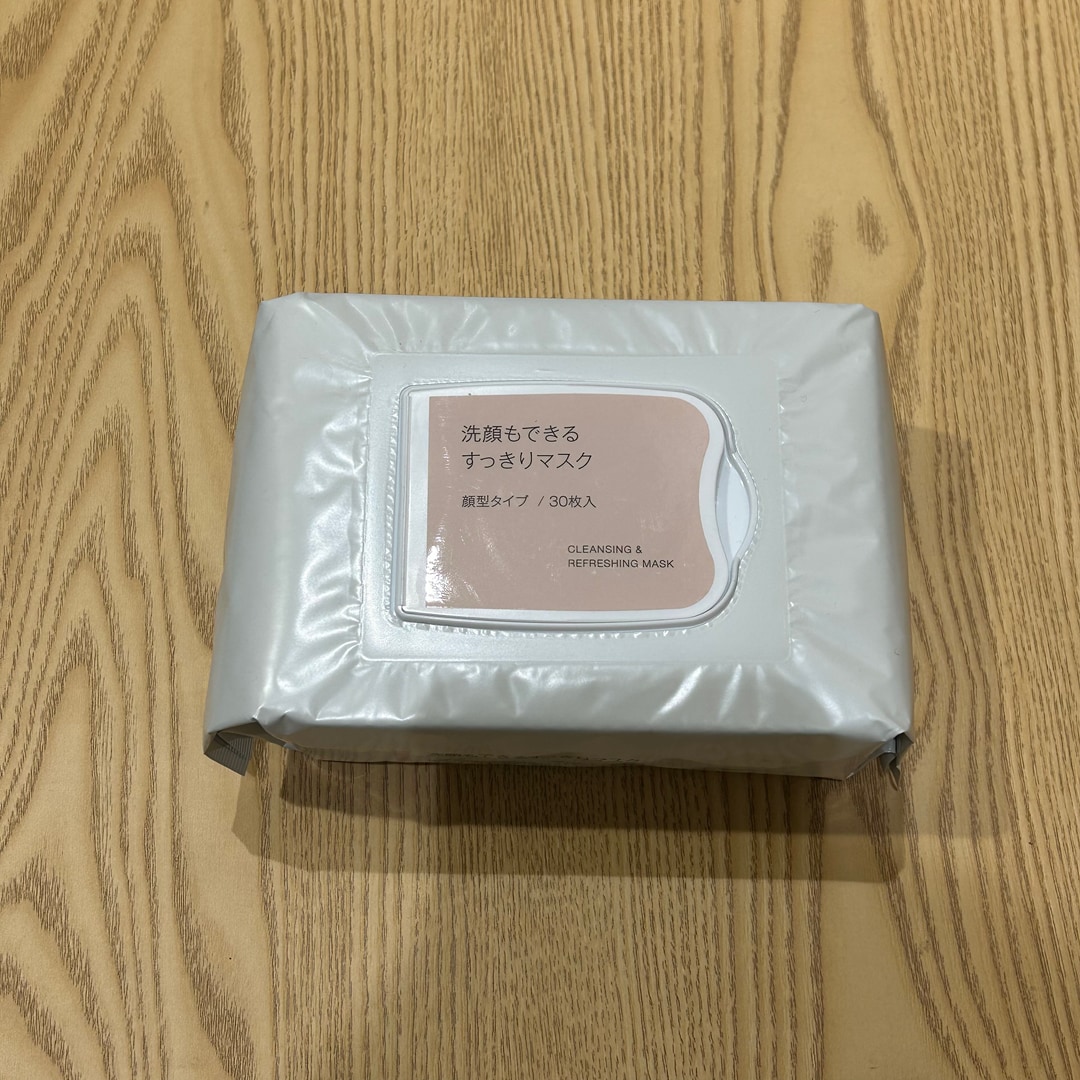 洗顔もできる
すっきりマスク
顔型タイプ / 30枚入
CLEANSING &
REFRESHING MASK